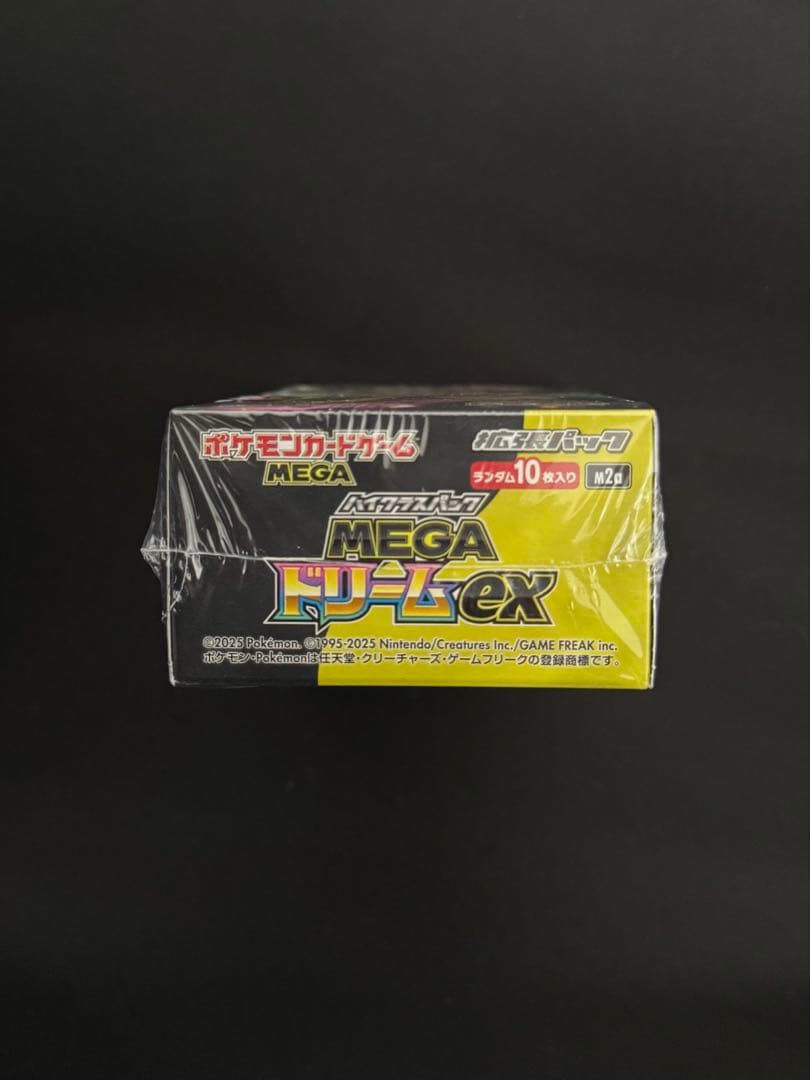 ポケモンカードゲーム
MEGA
拡張パック
ランダム10枚入り M2a
ハイクラスパック
MEGA
ドリームex
©2025 Pokémon. ©1995-2025 Nintendo/Creatures Inc./GAME FREAK inc.
ポケモン・Pokémonは任天堂・クリーチャーズ・ゲームフリークの登録商標です。